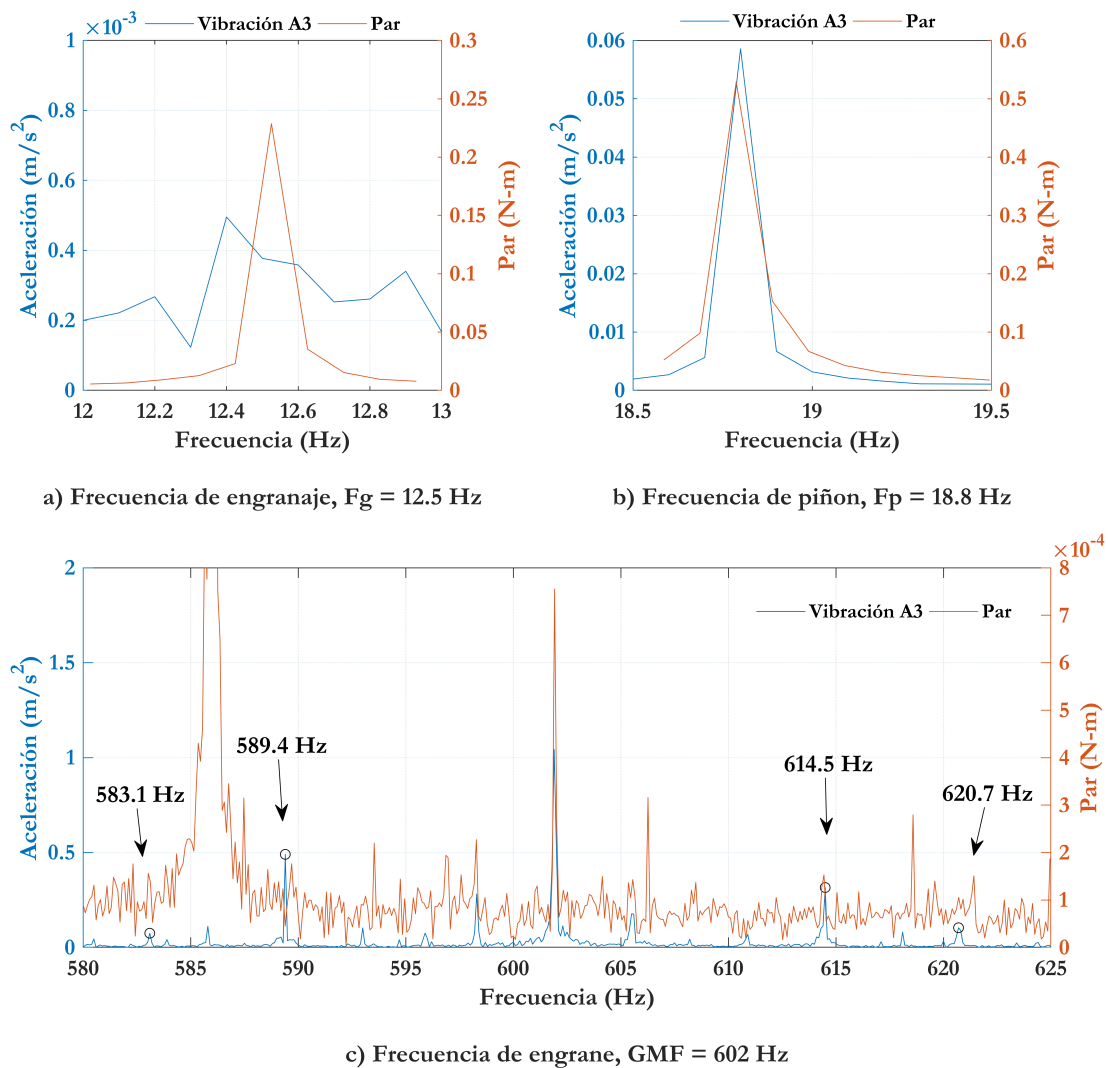 Vibración A3 Par
×10⁻³
1
0.8
0.6
0.4
0.2
0
Aceleración (m/s²)
0.3
0.25
0.2
0.15
0.1
0.05
0
Par (N-m)
12 12.2 12.4 12.6 12.8 13
Frecuencia (Hz)
a) Frecuencia de engranaje, Fg = 12.5 Hz
Vibración A3 Par
0.06
0.05
0.04
0.03
0.02
0.01
0
Aceleración (m/s²)
0.6
0.5
0.4
0.3
0.2
0.1
0
Par (N-m)
18.5 19 19.5
Frecuencia (Hz)
b) Frecuencia de piñon, Fp = 18.8 Hz
×10⁻⁴
2
1.5
1
0.5
0
Aceleración (m/s²)
Vibración A3 Par
583.1 Hz
589.4 Hz
614.5 Hz
620.7 Hz
8
7
6
5
4
3
2
1
0
Par (N-m)
580 585 590 595 600 605 610 615 620 625
Frecuencia (Hz)
c) Frecuencia de engrane, GMF = 602 Hz